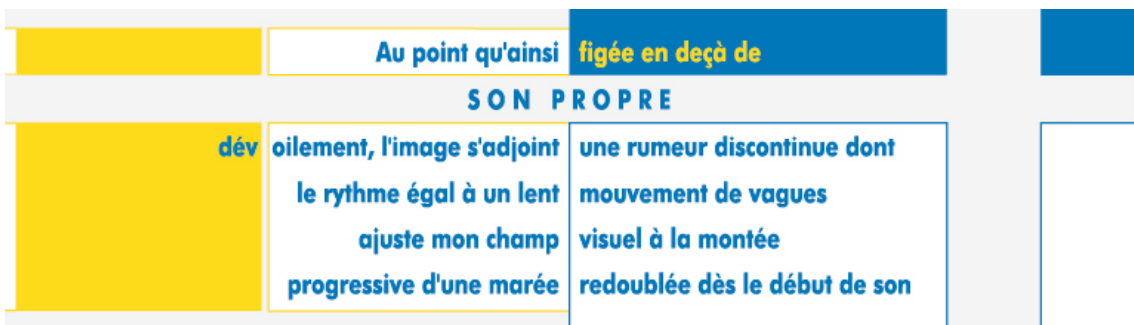 Au point qu'ainsi figée en deçà de
SON PROPRE
dév oilement, l'image s'adjoint une rumeur discontinue dont
le rythme égal à un lent mouvement de vagues
ajuste mon champ visuel à la montée
progressive d'une marée redoublée dès le début de son